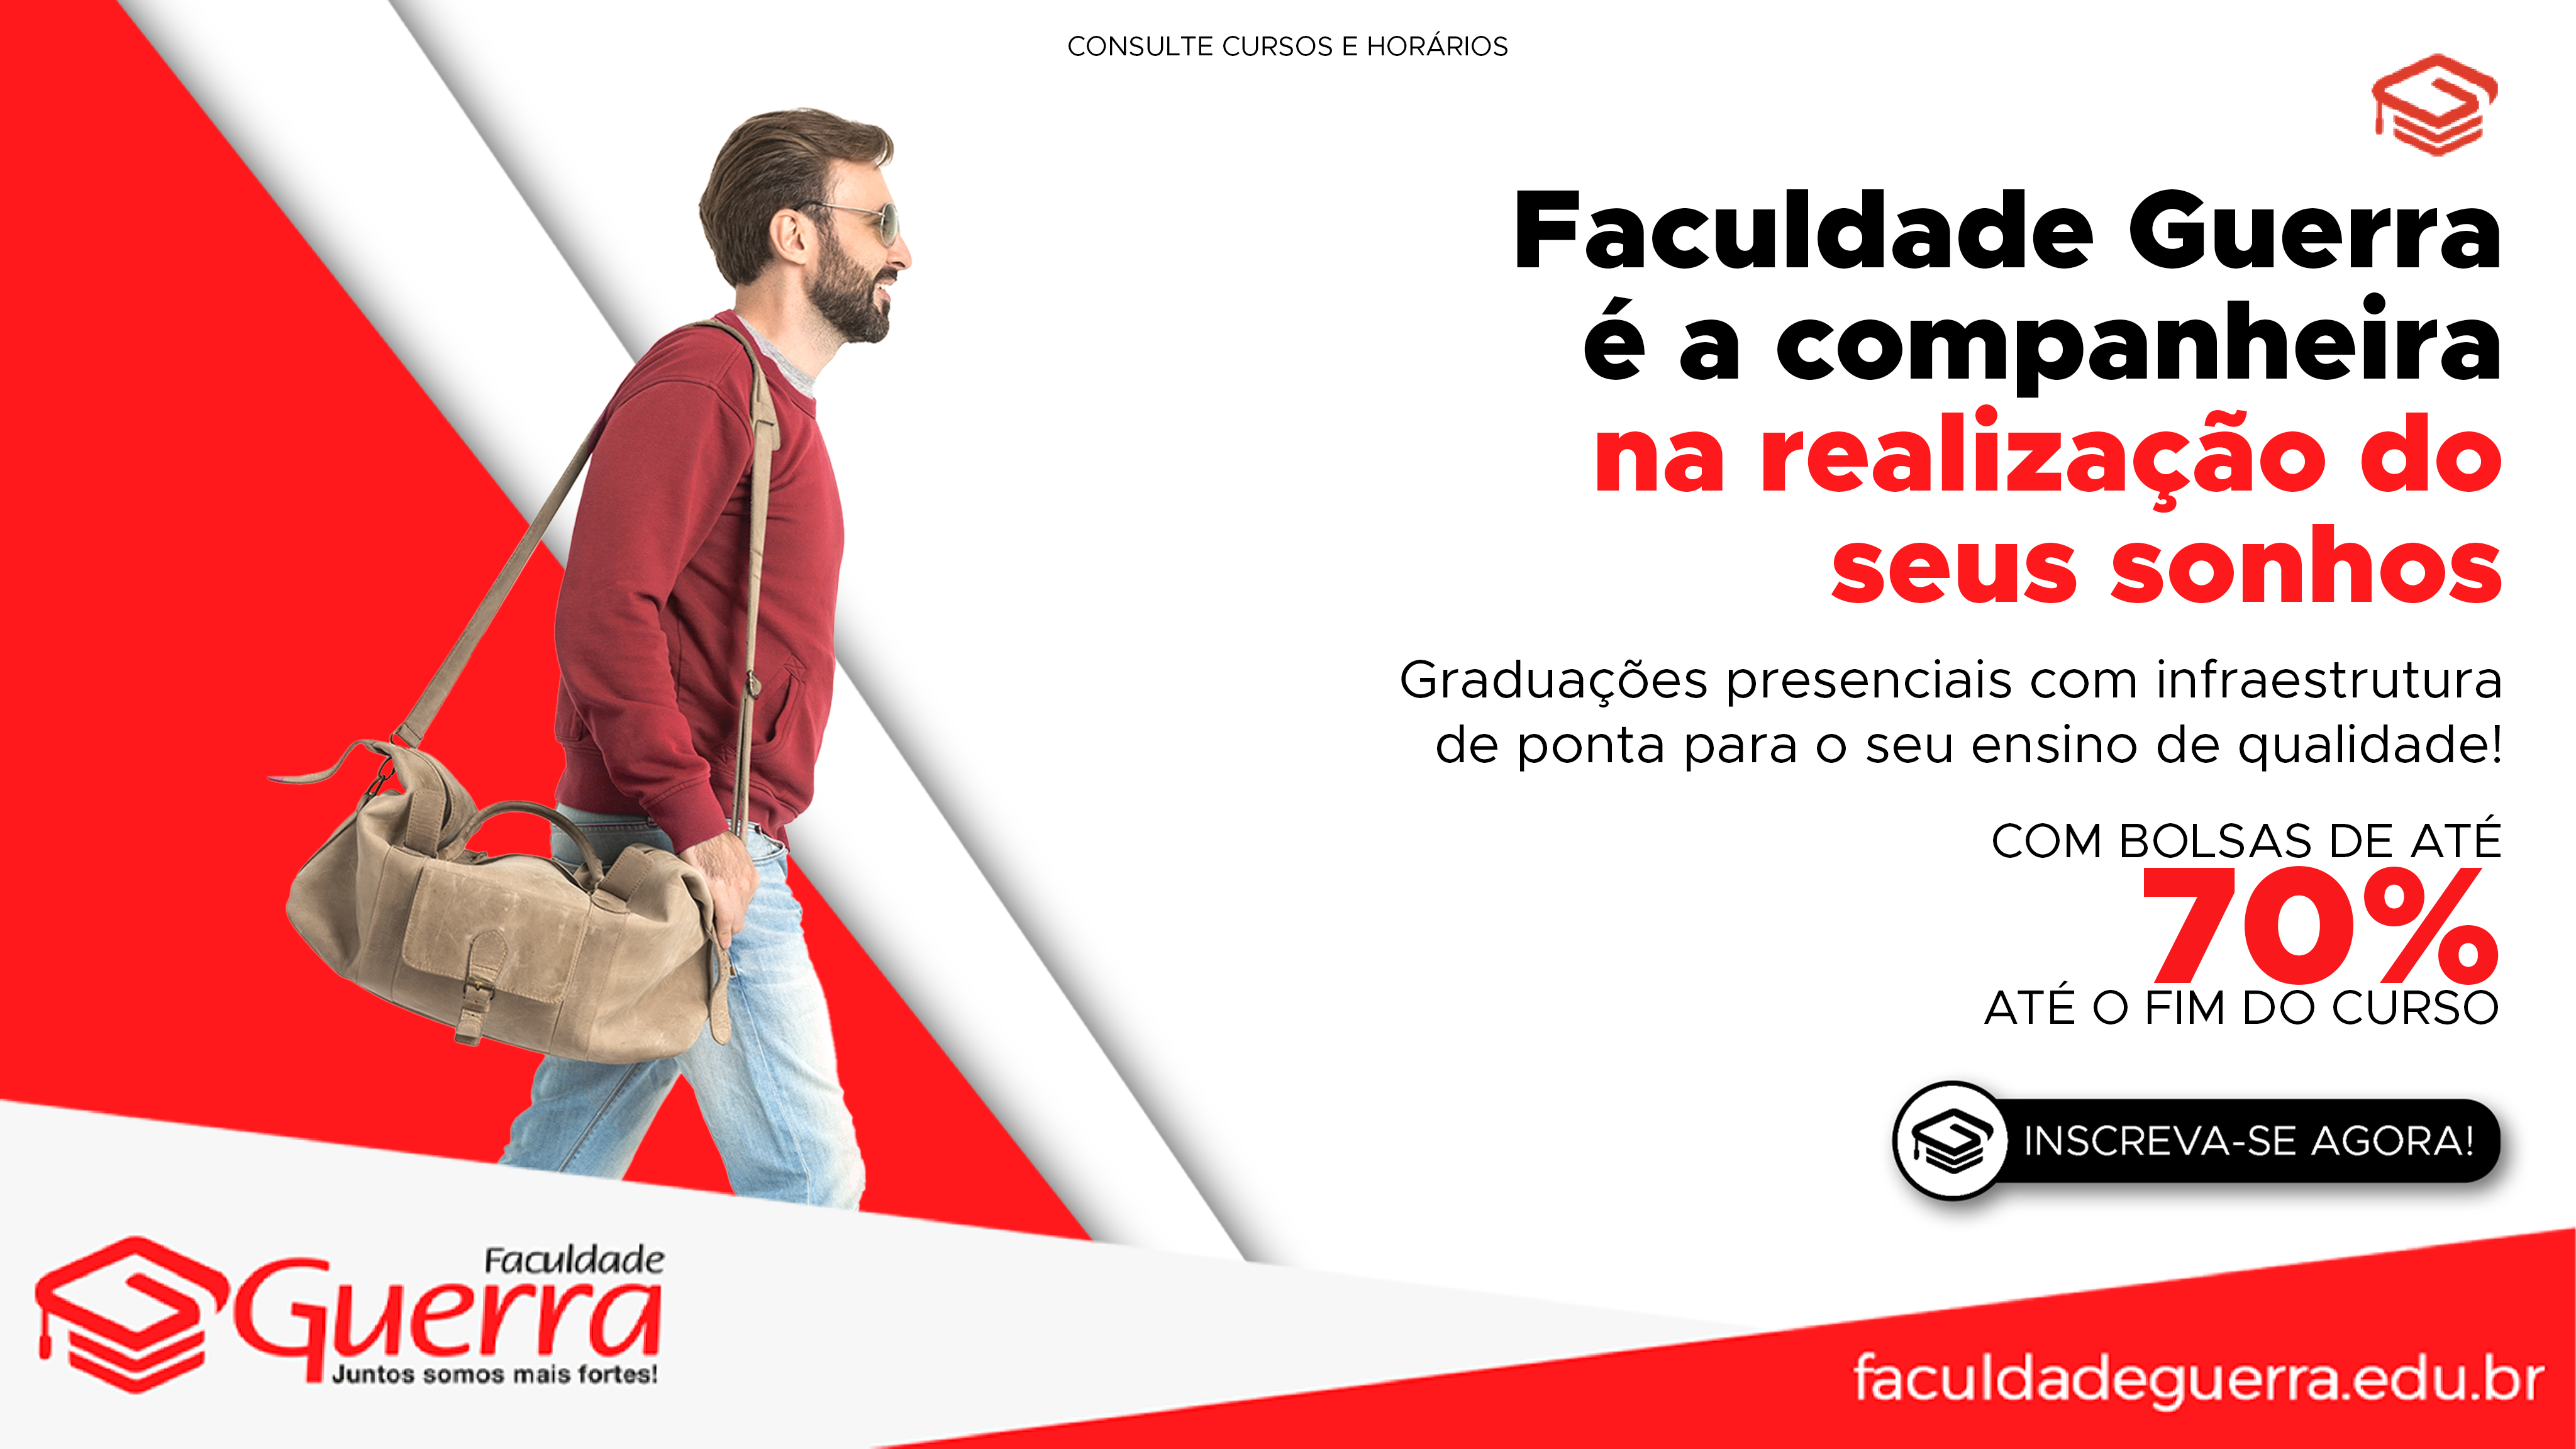 CONSULTE CURSOS E HORÁRIOS
Faculdade Guerra
é a companheira
na realização do
seus sonhos
Graduações presenciais com infraestrutura
de ponta para o seu ensino de qualidade!
COM BOLSAS DE ATÉ
70%
ATÉ O FIM DO CURSO
INSCREVA-SE AGORA!
Faculdade
Guerra
Juntos somos mais fortes!
faculdadeguerra.edu.br